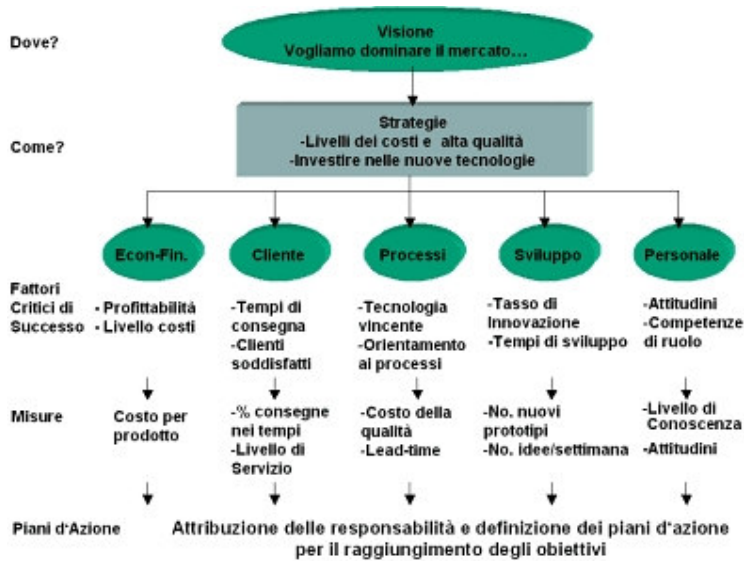 Dove?
Visione
Vogliamo dominare il mercato…
Come?
Strategie
-Livelli dei costi e alta qualità
-Investire nelle nuove tecnologie
Econ-Fin.
Cliente
Processi
Sviluppo
Personale
Fattori
Critici di
Successo
- Profittabilità
- Livello costi
-Tempi di
consegna
-Clienti
soddisfatti
-Tecnologia
vincente
-Orientamento
ai processi
-Tasso di
Innovazione
-Tempi di sviluppo
-Attitudini
-Competenze
di ruolo
Misure
Costo per
prodotto
-% consegne
nei tempi
-Livello di
Servizio
-Costo della
qualità
-Lead-time
-No. nuovi
prototipi
-No. idee/settimana
-Livello di
Conoscenza
-Attitudini
Piani d'Azione
Attribuzione delle responsabilità e definizione dei piani d'azione
per il raggiungimento degli obiettivi